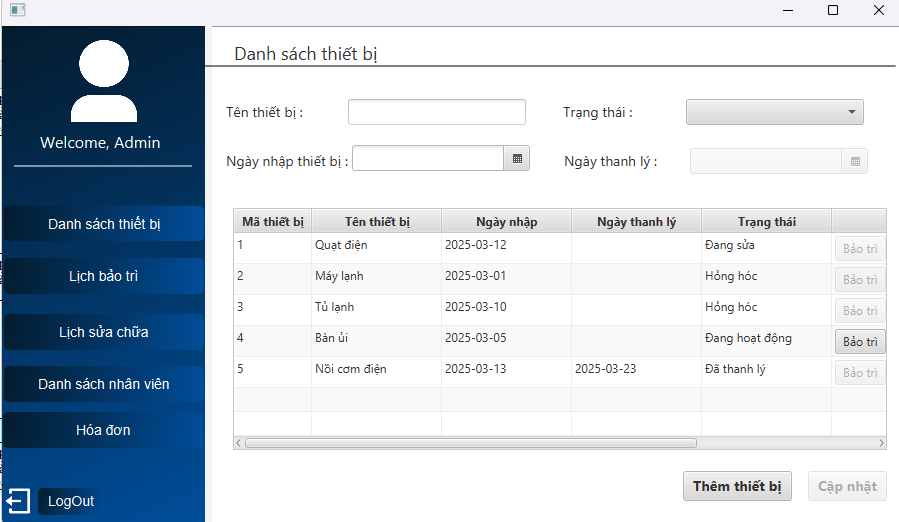 Danh sách thiết bị
Welcome, Admin
Danh sách thiết bị
Lịch bảo trì
Lịch sửa chữa
Danh sách nhân viên
Hóa đơn
LogOut
Tên thiết bị :
Trạng thái :
Ngày nhập thiết bị :
Ngày thanh lý :
Mã thiết bị Tên thiết bị Ngày nhập Ngày thanh lý Trạng thái
1 Quạt điện 2025-03-12 Đang sửa Bảo trì
2 Máy lạnh 2025-03-01 Hỏng hóc Bảo trì
3 Tủ lạnh 2025-03-10 Hỏng hóc Bảo trì
4 Bàn ủi 2025-03-05 Đang hoạt động Bảo trì
5 Nồi cơm điện 2025-03-13 2025-03-23 Đã thanh lý Bảo trì
Thêm thiết bị
Cập nhật